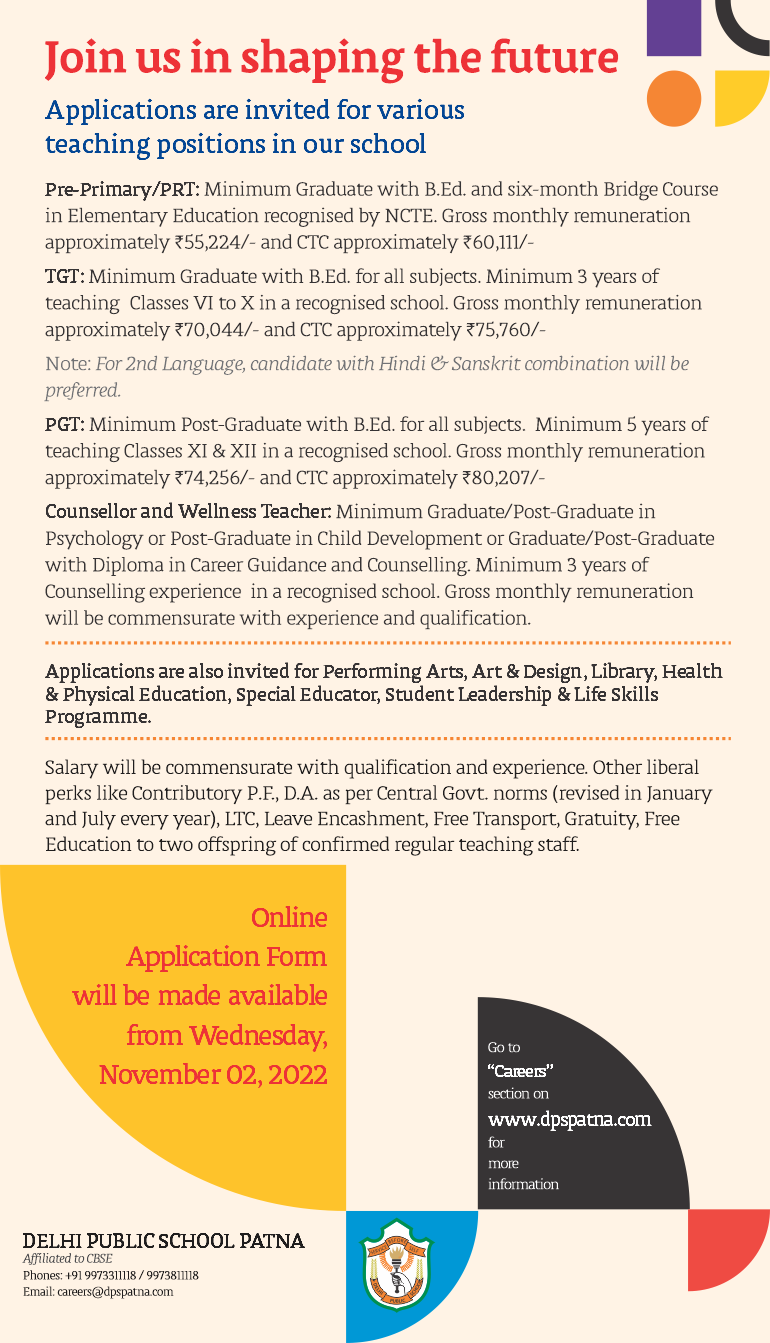 Join us in shaping the future
Applications are invited for various
teaching positions in our school
Pre-Primary/PRT: Minimum Graduate with B.Ed. and six-month Bridge Course
in Elementary Education recognised by NCTE. Gross monthly remuneration
approximately ₹55,224/- and CTC approximately ₹60,111/-
TGT: Minimum Graduate with B.Ed. for all subjects. Minimum 3 years of
teaching Classes VI to X in a recognised school. Gross monthly remuneration
approximately ₹70,044/- and CTC approximately ₹75,760/-
Note: For 2nd Language, candidate with Hindi & Sanskrit combination will be
preferred.
PGT: Minimum Post-Graduate with B.Ed. for all subjects. Minimum 5 years of
teaching Classes XI & XII in a recognised school. Gross monthly remuneration
approximately ₹74,256/- and CTC approximately ₹80,207/-
Counsellor and Wellness Teacher: Minimum Graduate/Post-Graduate in
Psychology or Post-Graduate in Child Development or Graduate/Post-Graduate
with Diploma in Career Guidance and Counselling. Minimum 3 years of
Counselling experience in a recognised school. Gross monthly remuneration
will be commensurate with experience and qualification.
Applications are also invited for Performing Arts, Art & Design, Library, Health
& Physical Education, Special Educator, Student Leadership & Life Skills
Programme.
Salary will be commensurate with qualification and experience. Other liberal
perks like Contributory P.F., D.A. as per Central Govt. norms (revised in January
and July every year), LTC, Leave Encashment, Free Transport, Gratuity, Free
Education to two offspring of confirmed regular teaching staff.
Online
Application Form
will be made available
from Wednesday,
November 02, 2022
Go to
"Careers"
section on
www.dpspatna.com
for
more
information
DELHI PUBLIC SCHOOL PATNA
Affiliated to CBSE
Phones: +91 9973311118 / 9973811118
Email: careers@dpspatna.com